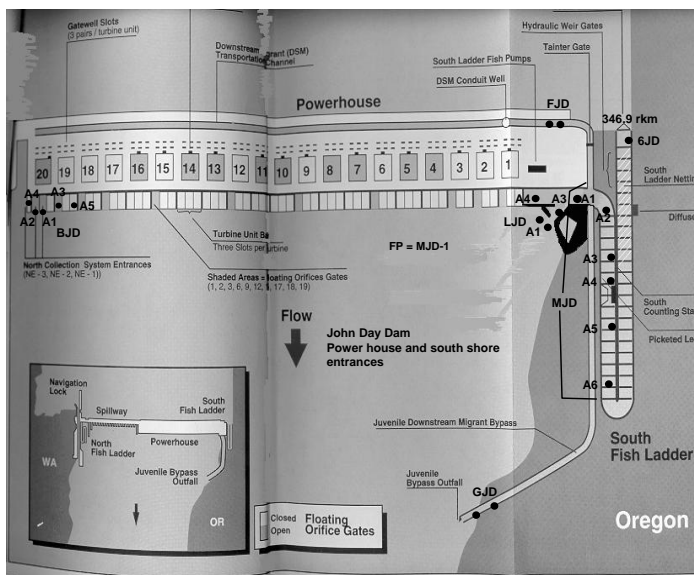 Gatewell Slots
(3 pairs / turbine unit)
Downstream Migrant (DSM)
Transportation Channel
Powerhouse
South Ladder Fish Pumps
DSM Conduit Well
FJD
Hydraulic Weir Gates
Tainter Gate
346.9 rkm
6JD
South
Ladder
20 19 18 17 16 15 14 13 12 11 10 9 8 7 6 5 4 3 2 1
A4
A3
A5
A2 A1
BJD
North Collection System Entrances
(NE - 3, NE - 2, NE - 1))
Turbine Unit
Three Slots per turbine
Shaded Areas = Floating Orifices Gates
(1, 2, 3, 6, 9, 12, 17, 18, 19)
FP = MJD-1
A4 A3 A1
LJD
A1
A2
A3
A4
MJD
A5
A6
South
Counting
Picketed
Flow
John Day Dam
Power house and south shore
entrances
Juvenile Downstream Migrant Bypass
South
Fish Ladder
Juvenile
Bypass Outfall
GJD
Oregon
Navigation
Lock
Spillway
South
Fish Ladder
North
Fish Ladder
Powerhouse
WA
Juvenile Bypass
Outfall
OR
Closed
Open
Floating
Orifice Gates